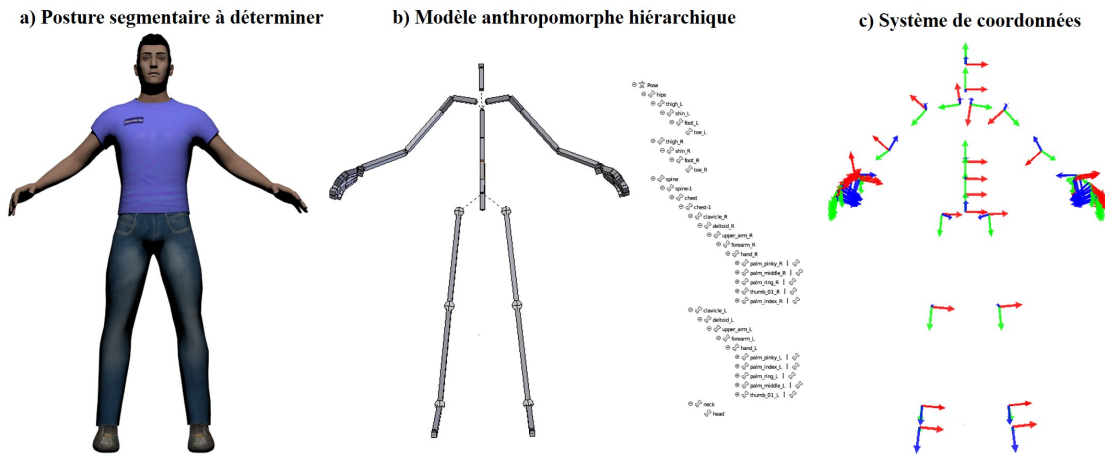 a) Posture segmentaire à déterminer
b) Modèle anthropomorphe hiérarchique
c) Système de coordonnées
Pose
hips
thigh_L
shin_L
foot_L
toe_L
thigh_R
shin_R
foot_R
toe_R
spine
spine-1
chest
chest-1
clavicle_R
deltoid_R
upper_arm_R
forearm_R
hand_R
palm_pinky_R |
palm_middle_R |
palm_ring_R |
thumb_01_R |
palm_index_R |
clavicle_L
deltoid_L
upper_arm_L
forearm_L
hand_L
palm_pinky_L |
palm_index_L |
palm_ring_L |
palm_middle_L |
thumb_01_L |
neck
head